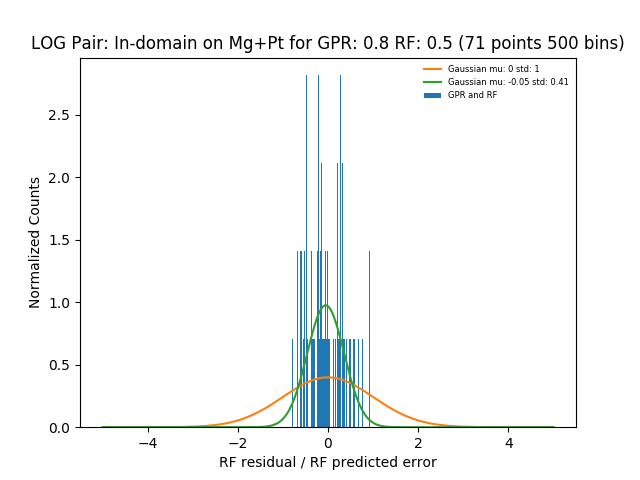 LOG Pair: In-domain on Mg+Pt for GPR: 0.8 RF: 0.5 (71 points 500 bins)
Gaussian mu: 0 std: 1
Gaussian mu: -0.05 std: 0.41
GPR and RF
Normalized Counts
2.5
2.0
1.5
1.0
0.5
0.0
−4
−2
0
2
4
RF residual / RF predicted error